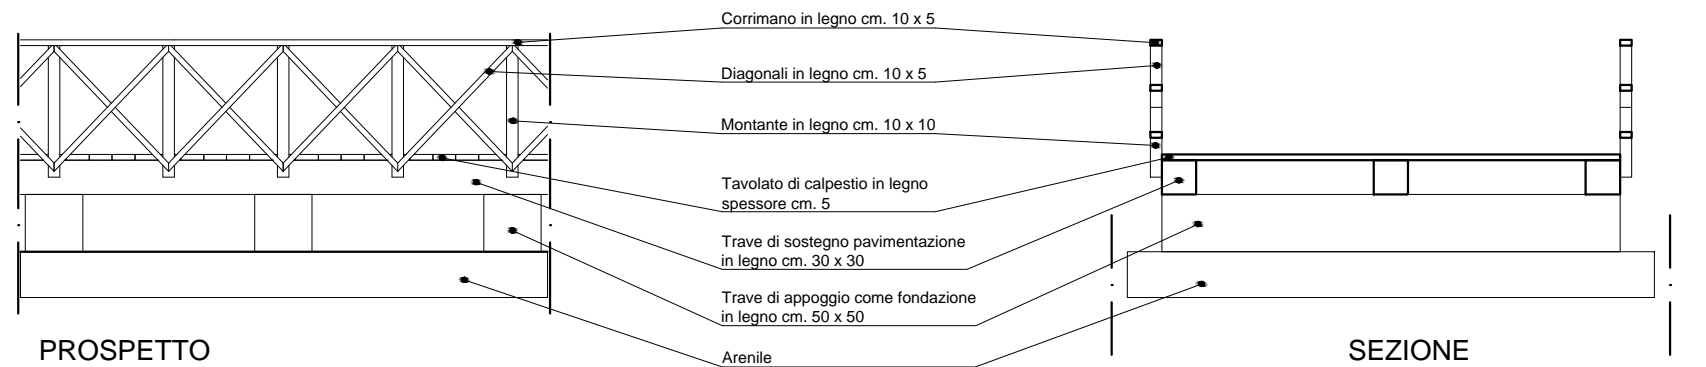 Corrimano in legno cm. 10 x 5
Diagonali in legno cm. 10 x 5
Montante in legno cm. 10 x 10
Tavolato di calpestio in legno
spessore cm. 5
Trave di sostegno pavimentazione
in legno cm. 30 x 30
Trave di appoggio come fondazione
in legno cm. 50 x 50
Arenile
PROSPETTO
SEZIONE